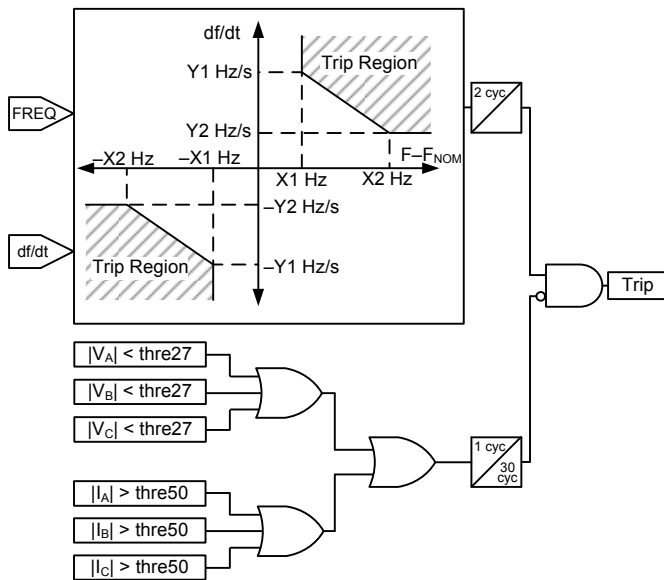 df/dt
Trip Region
Y1 Hz/s
FREQ
2 cyc
Y2 Hz/s
–X2 Hz
–X1 Hz
F–FNOM
X1 Hz
X2 Hz
–Y2 Hz/s
df/dt
Trip Region
–Y1 Hz/s
Trip
|VA| < thre27
|VB| < thre27
|VC| < thre27
1 cyc
30 cyc
|IA| > thre50
|IB| > thre50
|IC| > thre50